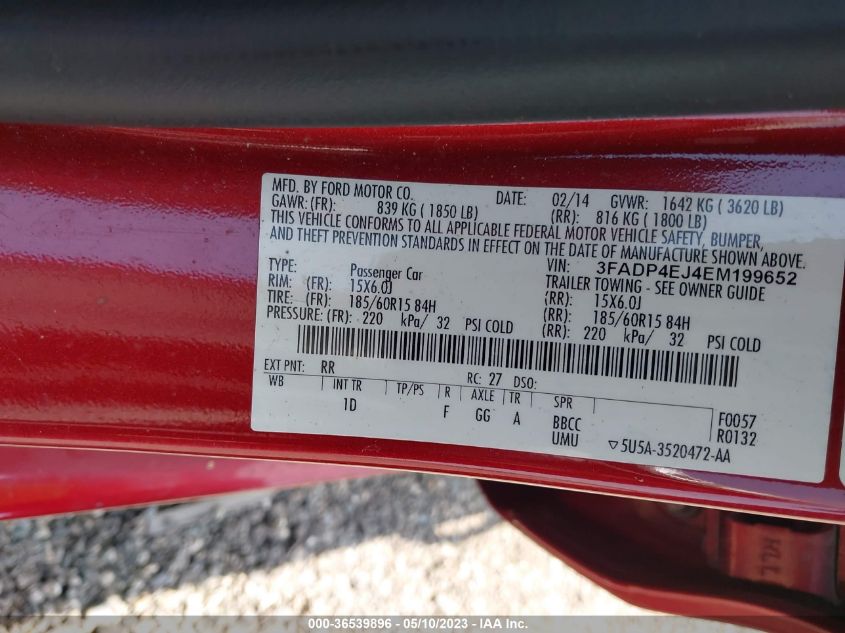 MFD. BY FORD MOTOR CO. DATE: 02/14 GVWR: 1642 KG ( 3620 LB)
GAWR: (FR): 839 KG ( 1850 LB) (RR): 816 KG ( 1800 LB)
THIS VEHICLE CONFORMS TO ALL APPLICABLE FEDERAL MOTOR VEHICLE SAFETY, BUMPER,
AND THEFT PREVENTION STANDARDS IN EFFECT ON THE DATE OF MANUFACTURE SHOWN ABOVE.
VIN: 3FADP4EJ4EM199652
TYPE: Passenger Car TRAILER TOWING - SEE OWNER GUIDE
RIM: (FR): 15X6.0J (RR): 15X6.0J
TIRE: (FR): 185/60R15 84H (RR): 185/60R15 84H
PRESSURE: (FR): 220 kPa/ 32 PSI COLD (RR): 220 kPa/ 32 PSI COLD
EXT PNT: RR RC: 27 DSO:
WB INT TR TP/PS R AXLE TR SPR F0057
1D F GG A BBCC R0132
UMU ▽5U5A-3520472-AA
000-36539896 - 05/10/2023 - IAA Inc.